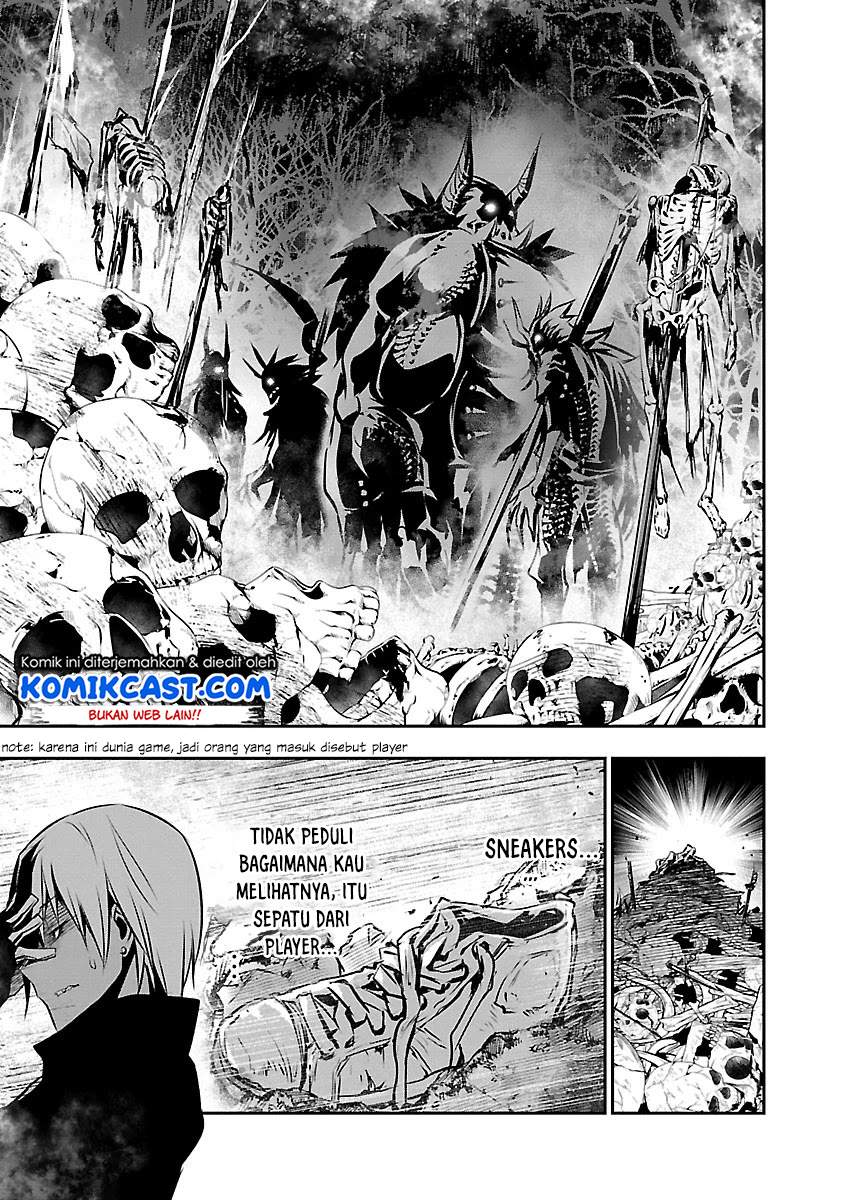 Komik ini diterjemahkan & diedit oleh
KOMIKCAST.COM
BUKAN WEB LAIN!!
note: karena ini dunia game, jadi orang yang masuk disebut player
SNEAKERS...
...
TIDAK PEDULI
BAGAIMANA KAU
MELIHATNYA, ITU
SEPATU DARI
PLAYER...
...